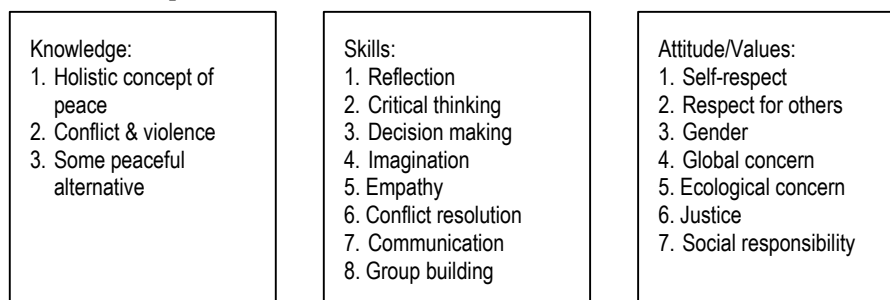 Knowledge:
1. Holistic concept of
peace
2. Conflict & violence
3. Some peaceful
alternative
Skills:
1. Reflection
2. Critical thinking
3. Decision making
4. Imagination
5. Empathy
6. Conflict resolution
7. Communication
8. Group building
Attitude/Values:
1. Self-respect
2. Respect for others
3. Gender
4. Global concern
5. Ecological concern
6. Justice
7. Social responsibility